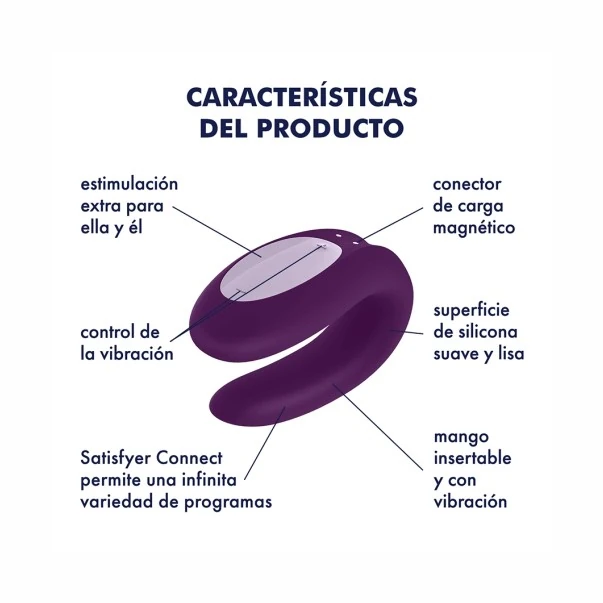 CARACTERÍSTICAS
DEL PRODUCTO
estimulación
extra para
ella y él
conector
de carga
magnético
control de
la vibración
superficie
de silicona
suave y lisa
Satisfyer Connect
permite una infinita
variedad de programas
mango
insertable
y con
vibración